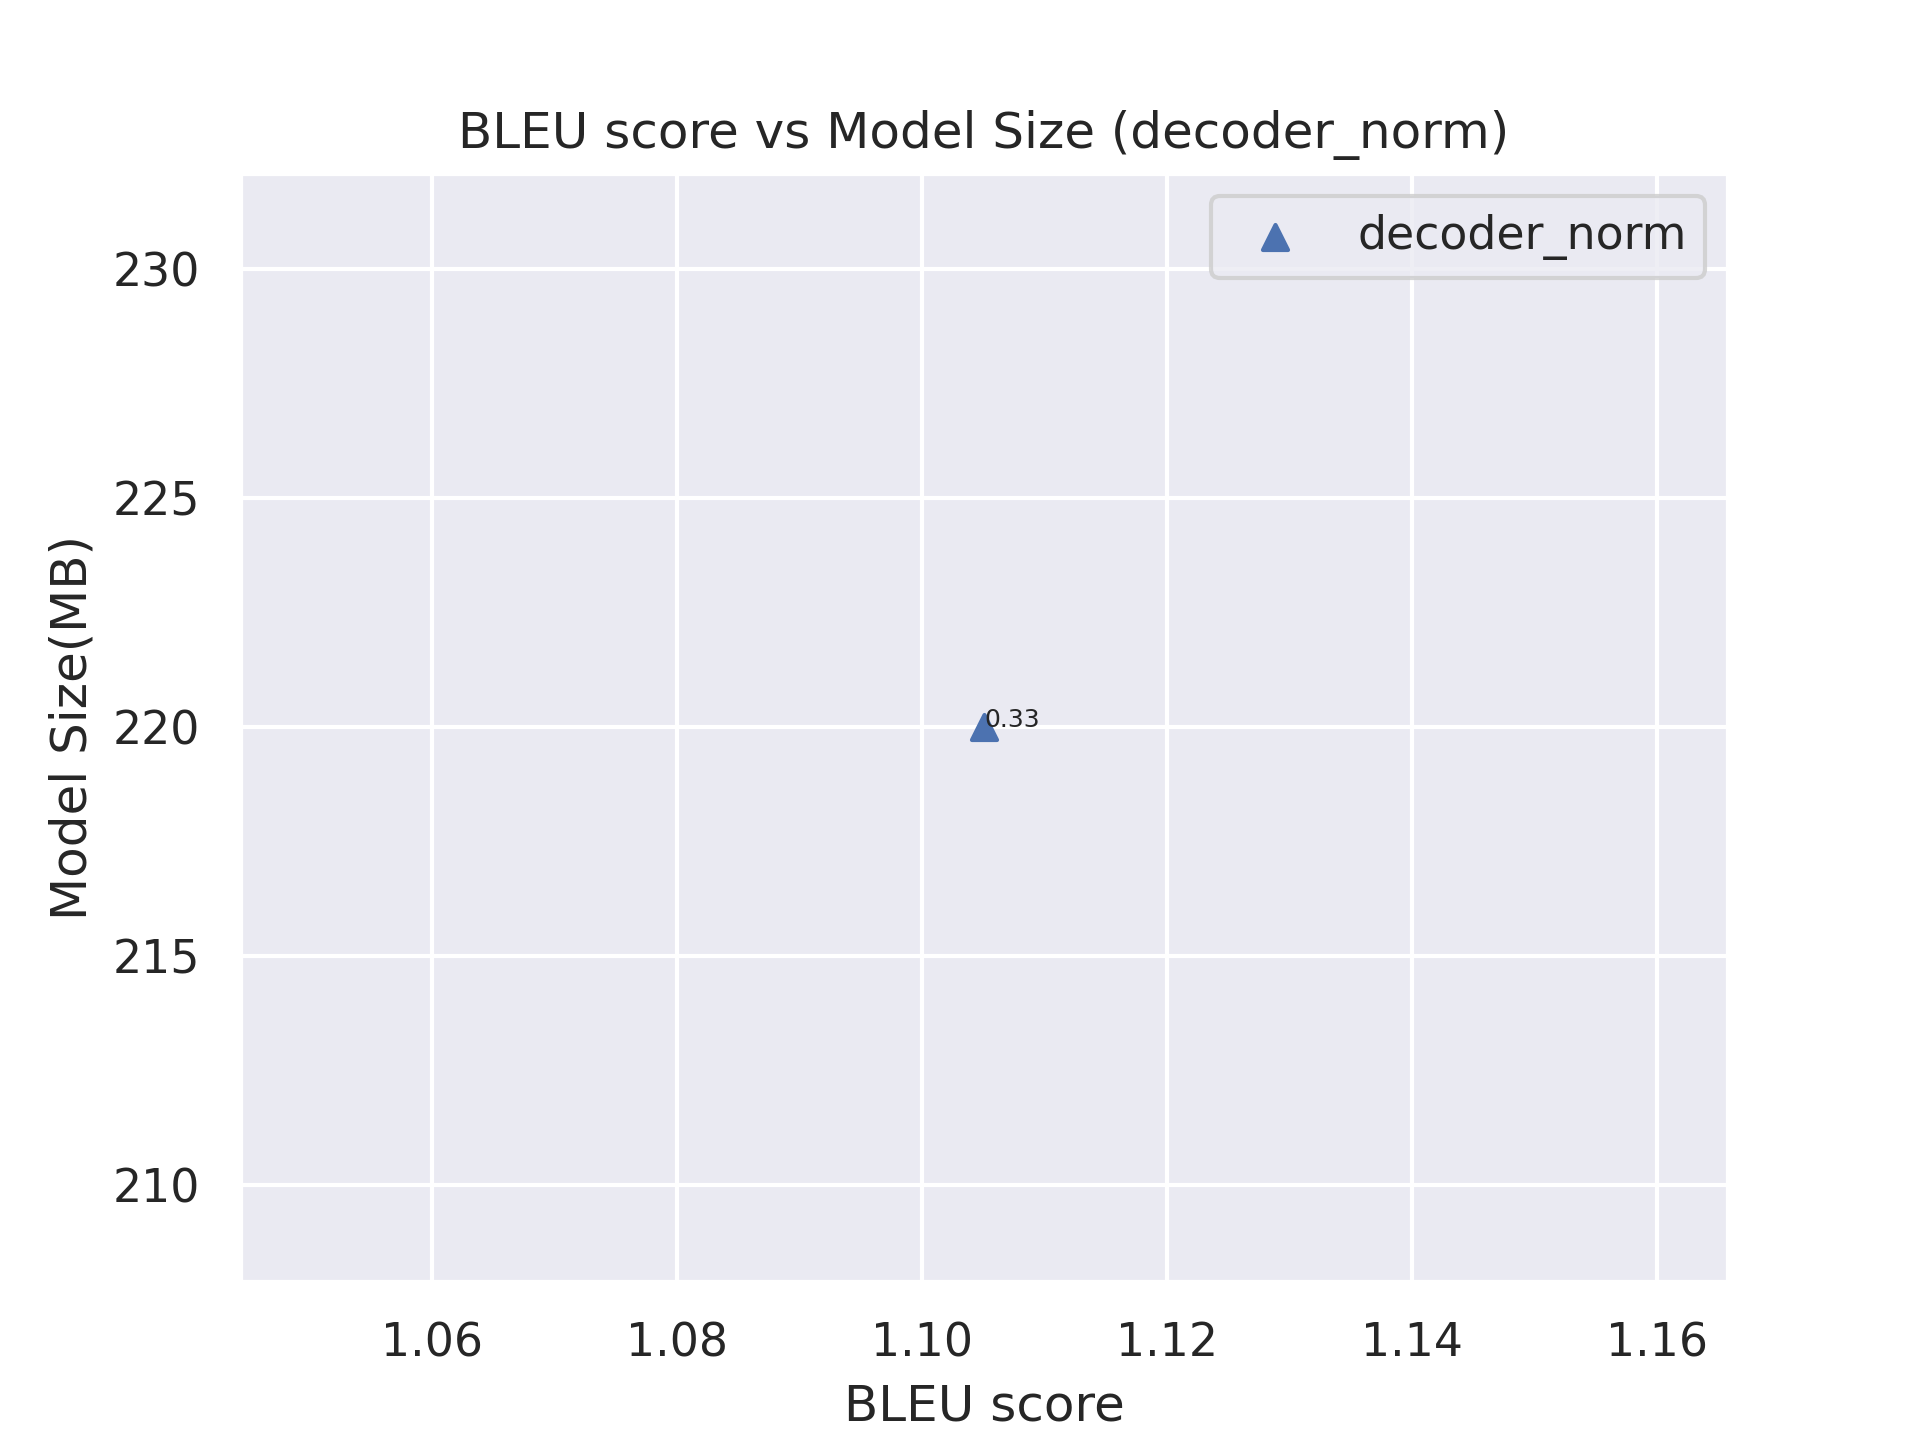 BLEU score vs Model Size (decoder_norm)
decoder_norm
230
225
220
215
210
Model Size(MB)
0.33
1.06 1.08 1.10 1.12 1.14 1.16
BLEU score